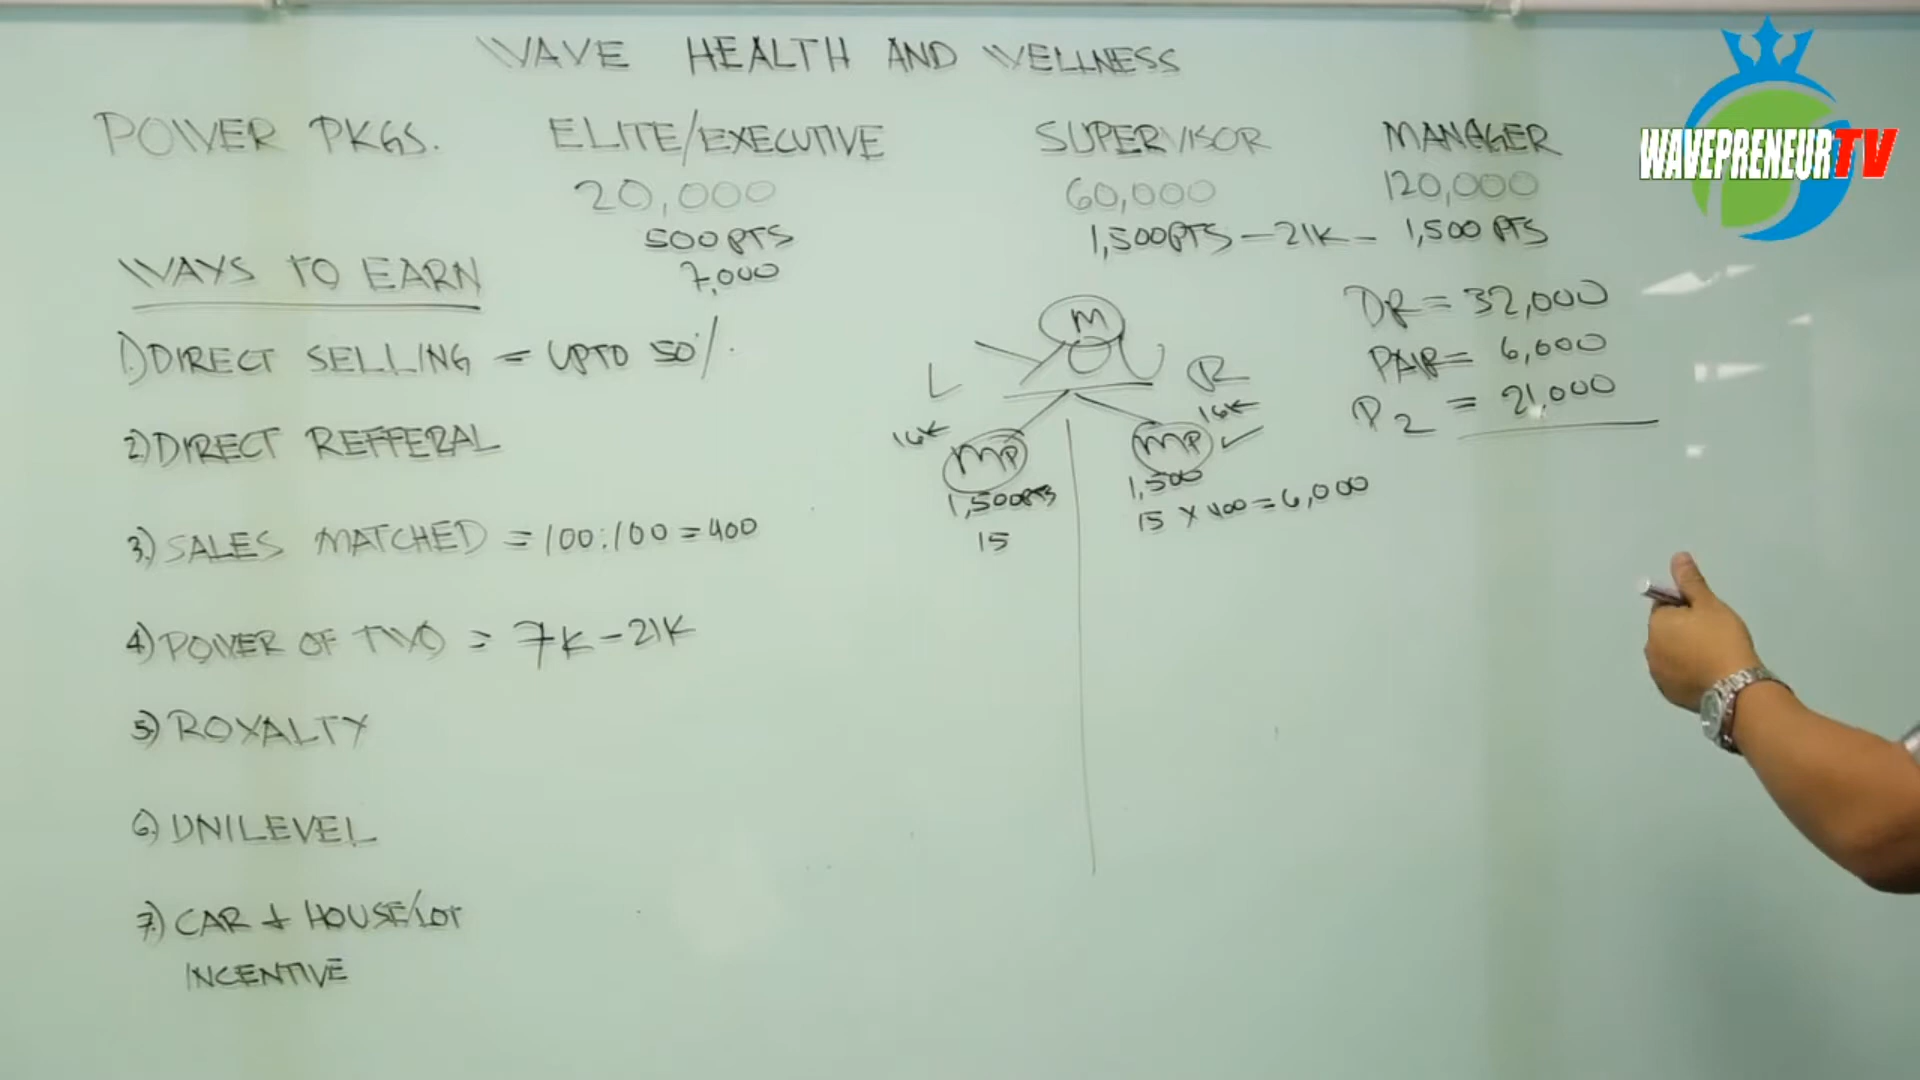 WAVE HEALTH AND WELLNESS
POWER PKGS. ELITE/EXECUTIVE SUPERVISOR MANAGER
20,000 60,000 120,000
500 PTS 1,500PTS - 21K - 1,500 PTS
7,000
WAYS TO EARN
1.) DIRECT SELLING = UPTO 50%.
2) DIRECT REFFERAL
3.) SALES MATCHED = 100:100 = 400
4) POWER OF TWO = 7K - 21K
5) ROYALTY
6) UNILEVEL
7.) CAR + HOUSE/LOT
INCENTIVE
M
L R
16K 16K
MP MP
1,500PTS 1,500
15 15 X 400 = 6,000
DR = 32,000
PAIR = 6,000
P2 = 21,000
WAVEPRENEUR TV